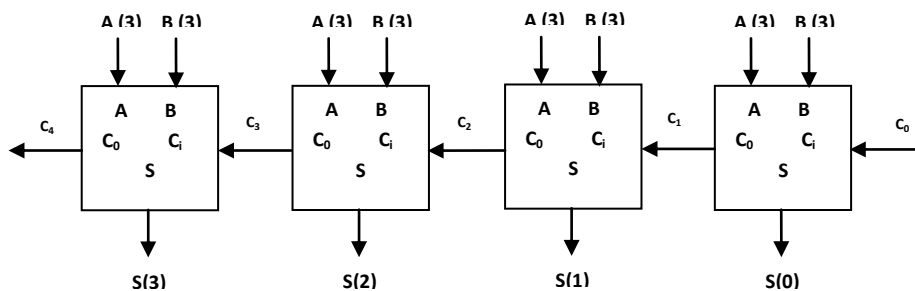 A (3) B (3) A (3) B (3) A (3) B (3) A (3) B (3)
A B A B A B A B
C₄ C₃ C₂ C₁ C₀
C₀ Cᵢ C₀ Cᵢ C₀ Cᵢ C₀ Cᵢ
S S S S
S(3) S(2) S(1) S(0)